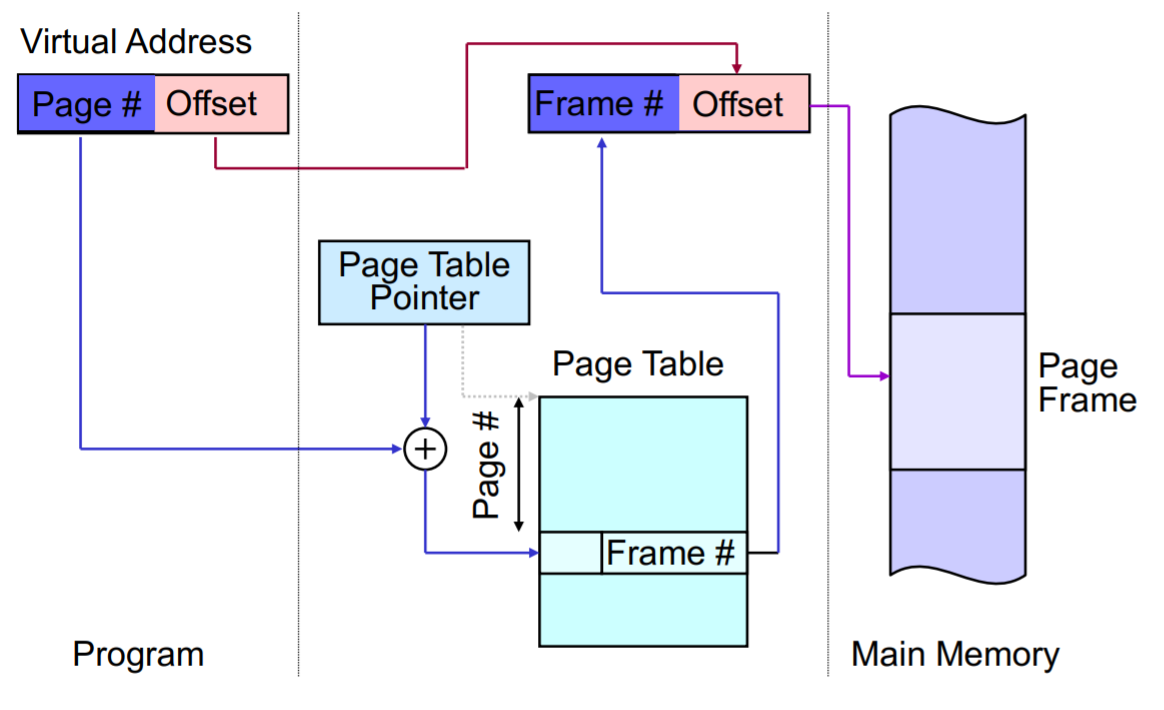 Virtual Address
Page # Offset
Frame # Offset
Page Table
Pointer
Page Table
Page #
Frame #
Page
Frame
Program
Main Memory